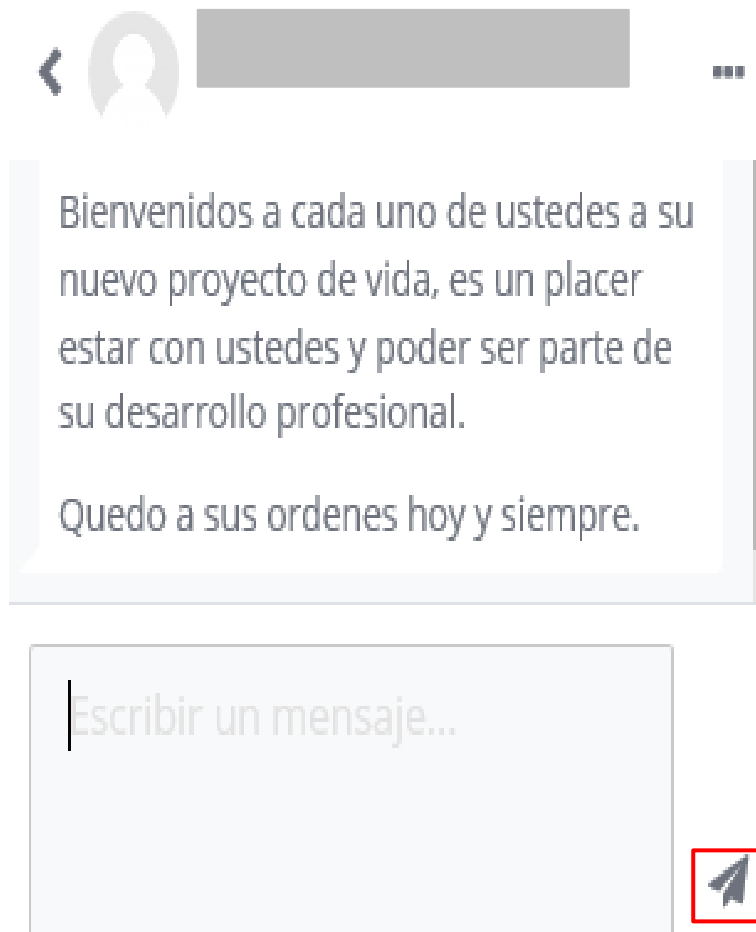 Bienvenidos a cada uno de ustedes a su
nuevo proyecto de vida, es un placer
estar con ustedes y poder ser parte de
su desarrollo profesional.
Quedo a sus ordenes hoy y siempre.
Escribir un mensaje...